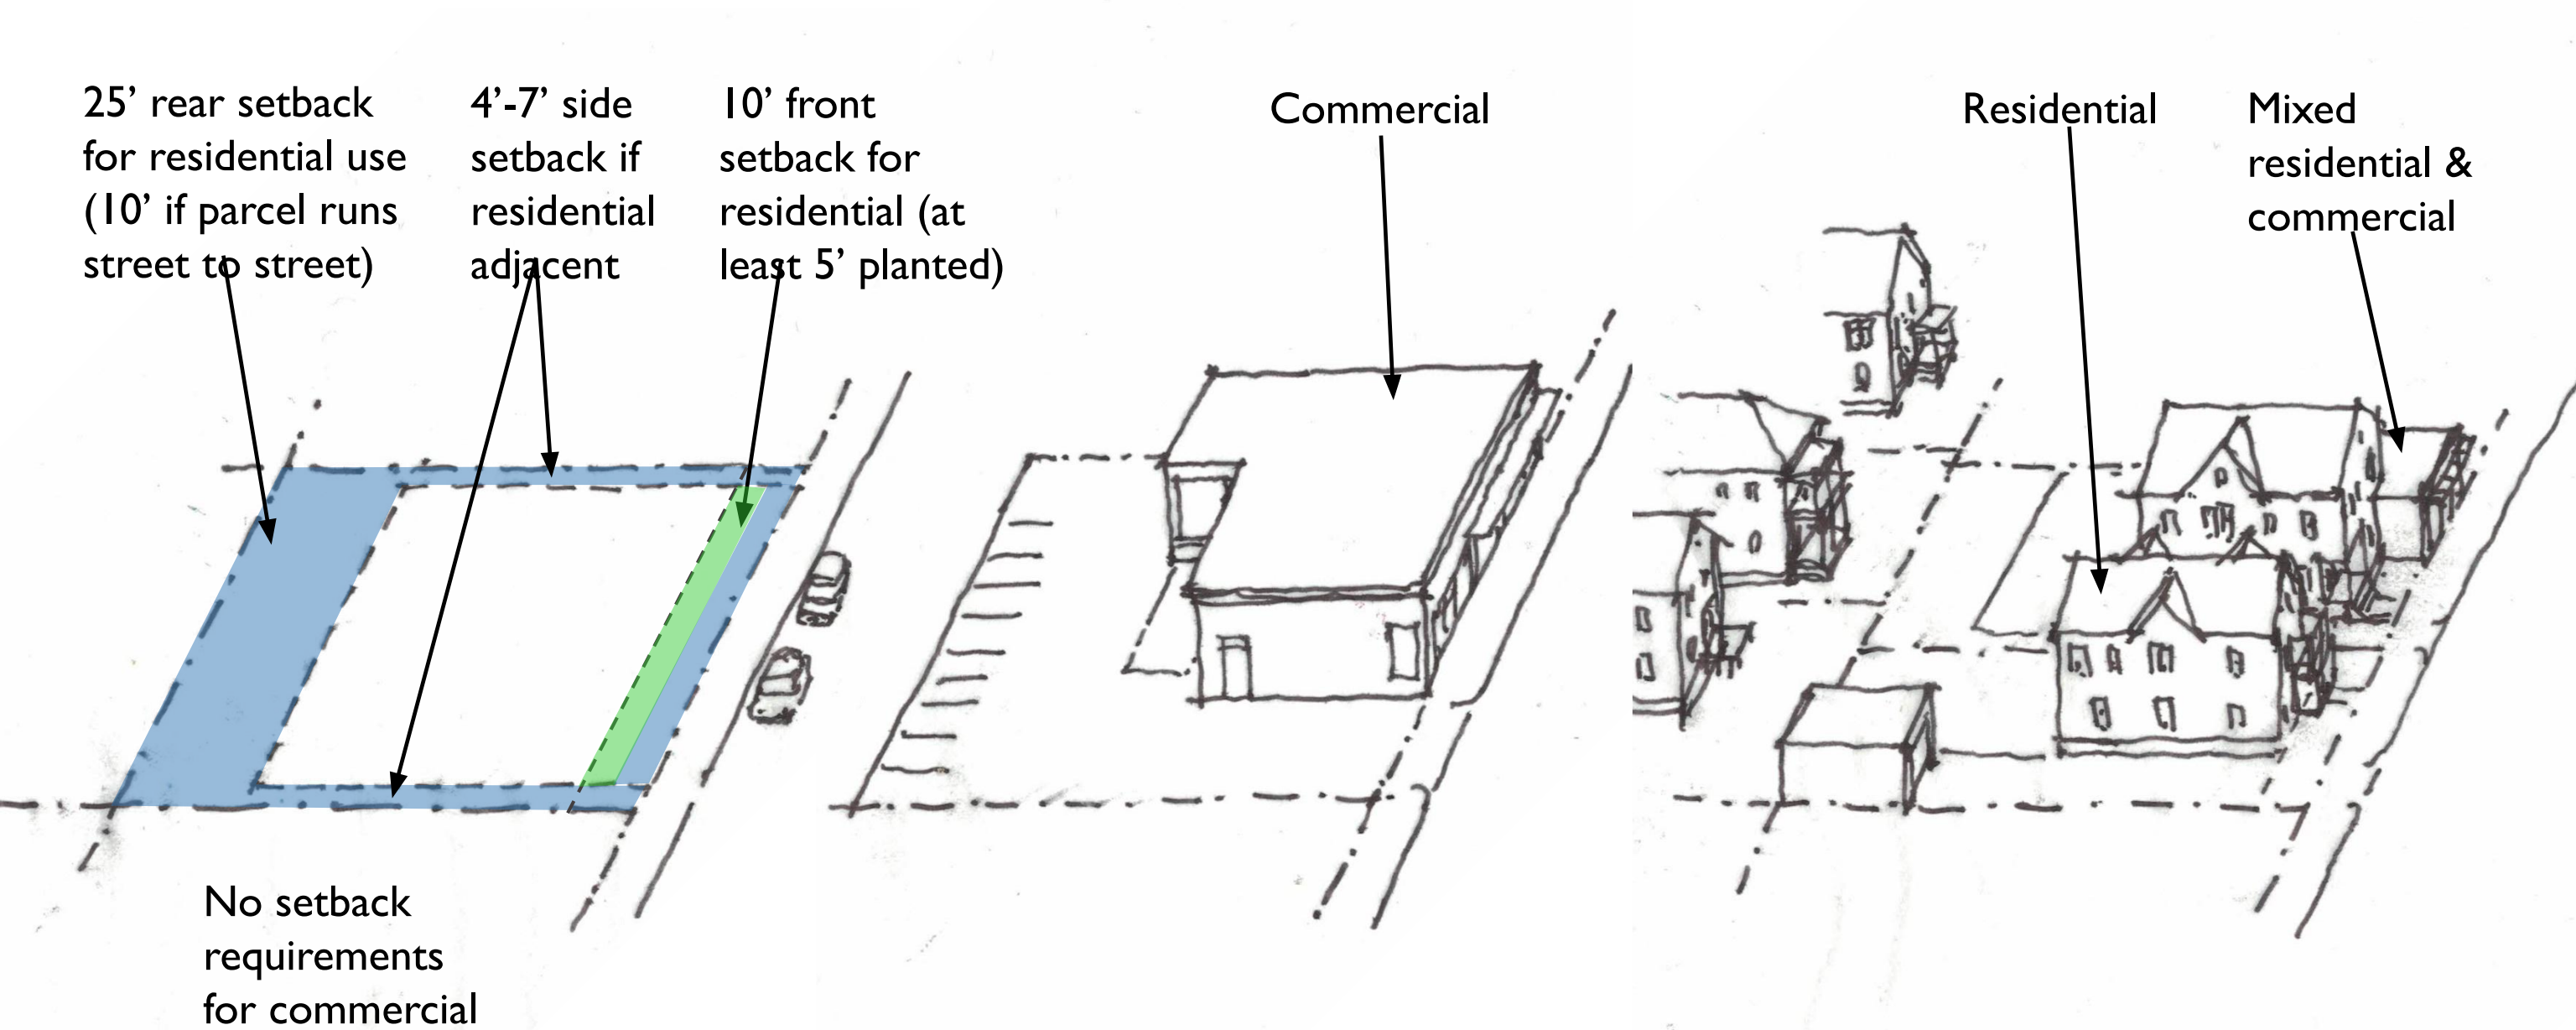 25’ rear setback
for residential use
(10’ if parcel runs
street to street)
4’-7’ side
setback if
residential
adjacent
10’ front
setback for
residential (at
least 5’ planted)
Commercial
Residential
Mixed
residential &
commercial
No setback
requirements
for commercial